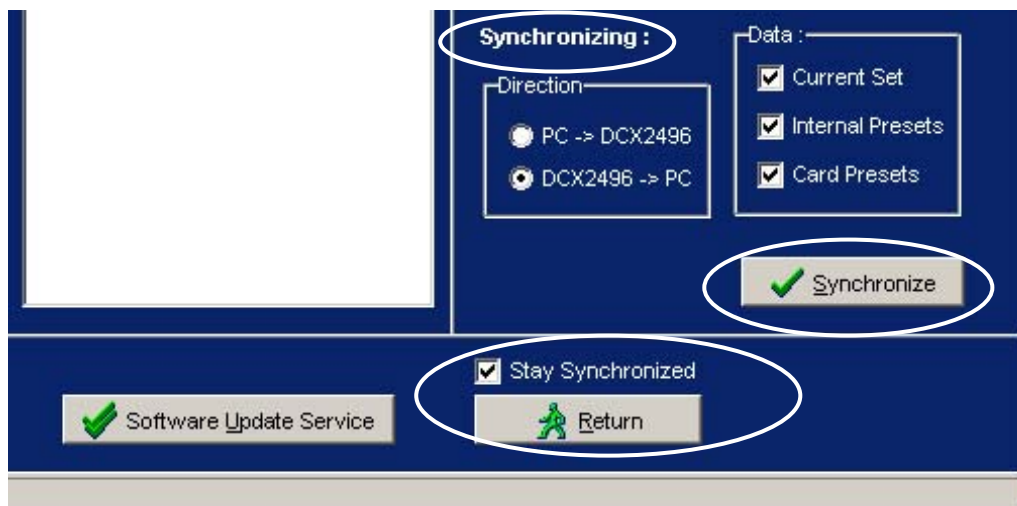 Synchronizing :
Direction
PC -> DCX2496
DCX2496 -> PC
Data :
Current Set
Internal Presets
Card Presets
Synchronize
Stay Synchronized
Software Update Service
Return